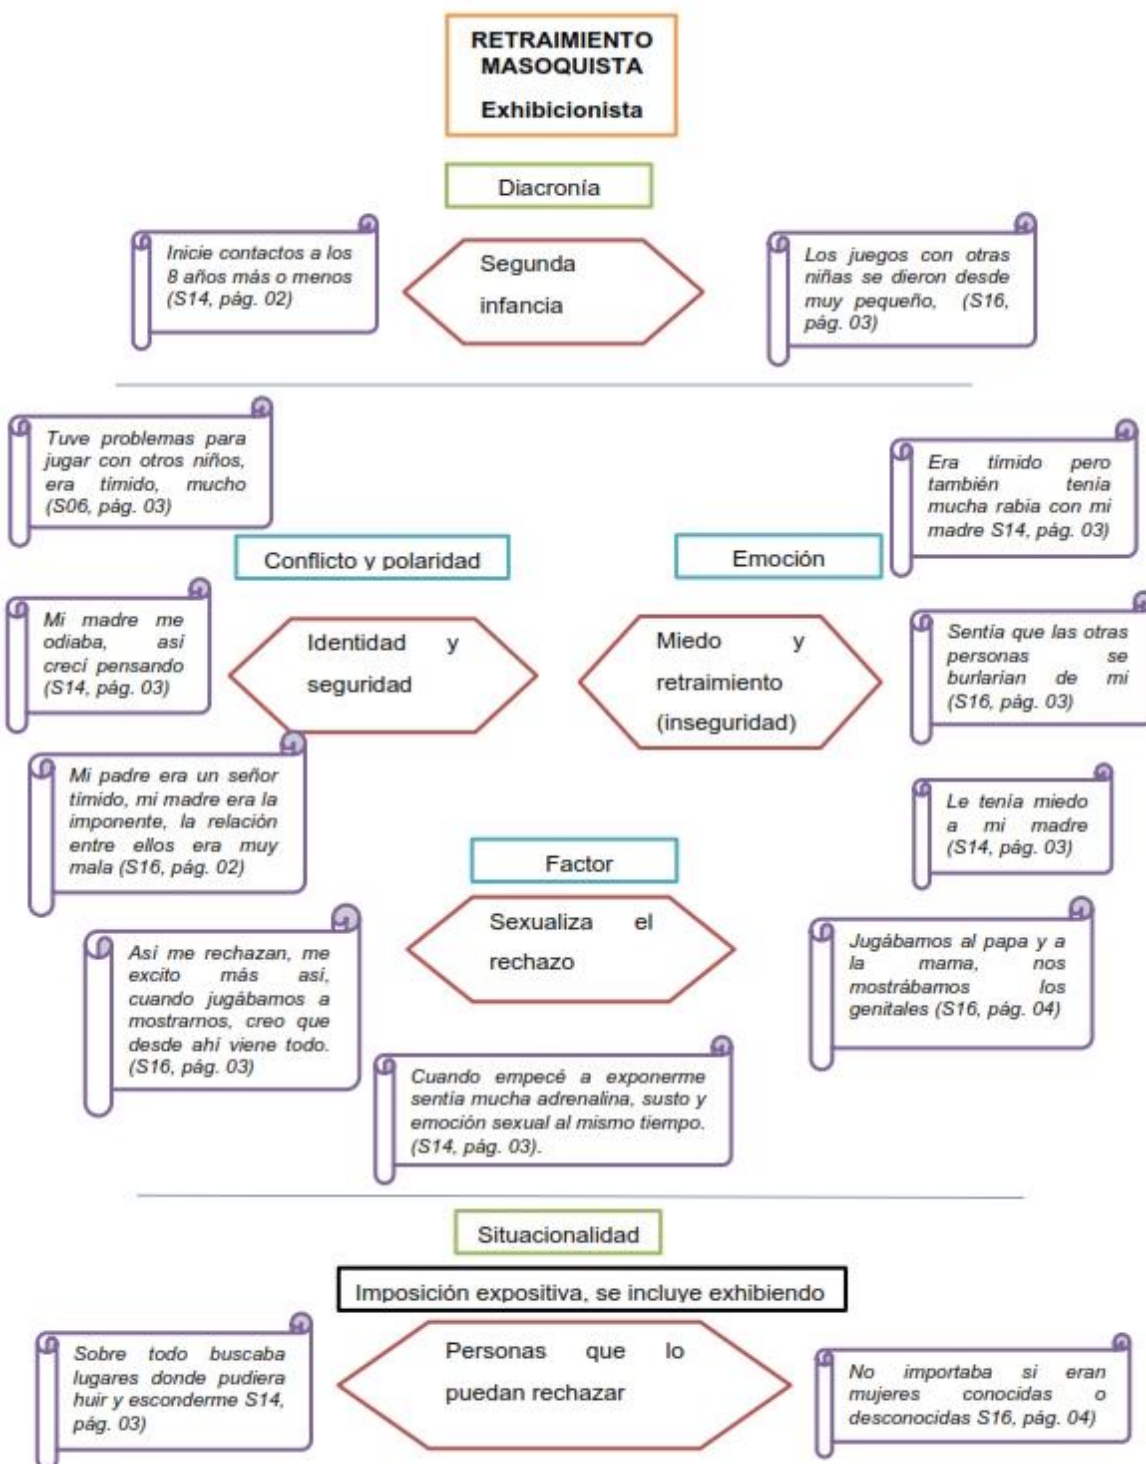 RETRAIMIENTO
MASOQUISTA
Exhibicionista
Diacronía
Inicie contactos a los
8 años más o menos
(S14, pág. 02)
Segunda
infancia
Los juegos con otras
niñas se dieron desde
muy pequeño, (S16,
pág. 03)
Tuve problemas para
jugar con otros niños,
era tímido, mucho
(S06, pág. 03)
Era tímido pero
también tenía
mucha rabia con mi
madre S14, pág. 03)
Conflicto y polaridad
Emoción
Mi madre me
odiaba, así
crecí pensando
(S14, pág. 03)
Identidad y
seguridad
Miedo y
retraimiento
(inseguridad)
Sentía que las otras
personas se
burlarían de mi
(S16, pág. 03)
Mi padre era un señor
tímido, mi madre era la
imponente, la relación
entre ellos era muy
mala (S16, pág. 02)
Le tenía miedo
a mi madre
(S14, pág. 03)
Factor
Sexualiza el
rechazo
Así me rechazan, me
excito más así,
cuando jugábamos a
mostrarnos, creo que
desde ahí viene todo.
(S16, pág. 03)
Jugábamos al papa y a
la mama, nos
mostrábamos los
genitales (S16, pág. 04)
Cuando empecé a exponerme
sentía mucha adrenalina, susto y
emoción sexual al mismo tiempo.
(S14, pág. 03).
Situacionalidad
Imposición expositiva, se incluye exhibiendo
Sobre todo buscaba
lugares donde pudiera
huir y esconderme S14,
pág. 03)
Personas que lo
puedan rechazar
No importaba si eran
mujeres conocidas o
desconocidas S16, pág. 04)